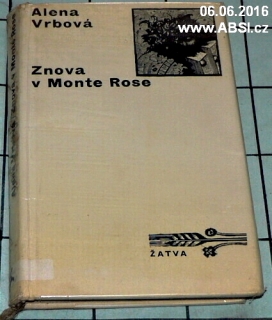 06.06.2016
www.ABSI.cz
Alena
Vrbová
Znova
v Monte Rose
ŽATVA